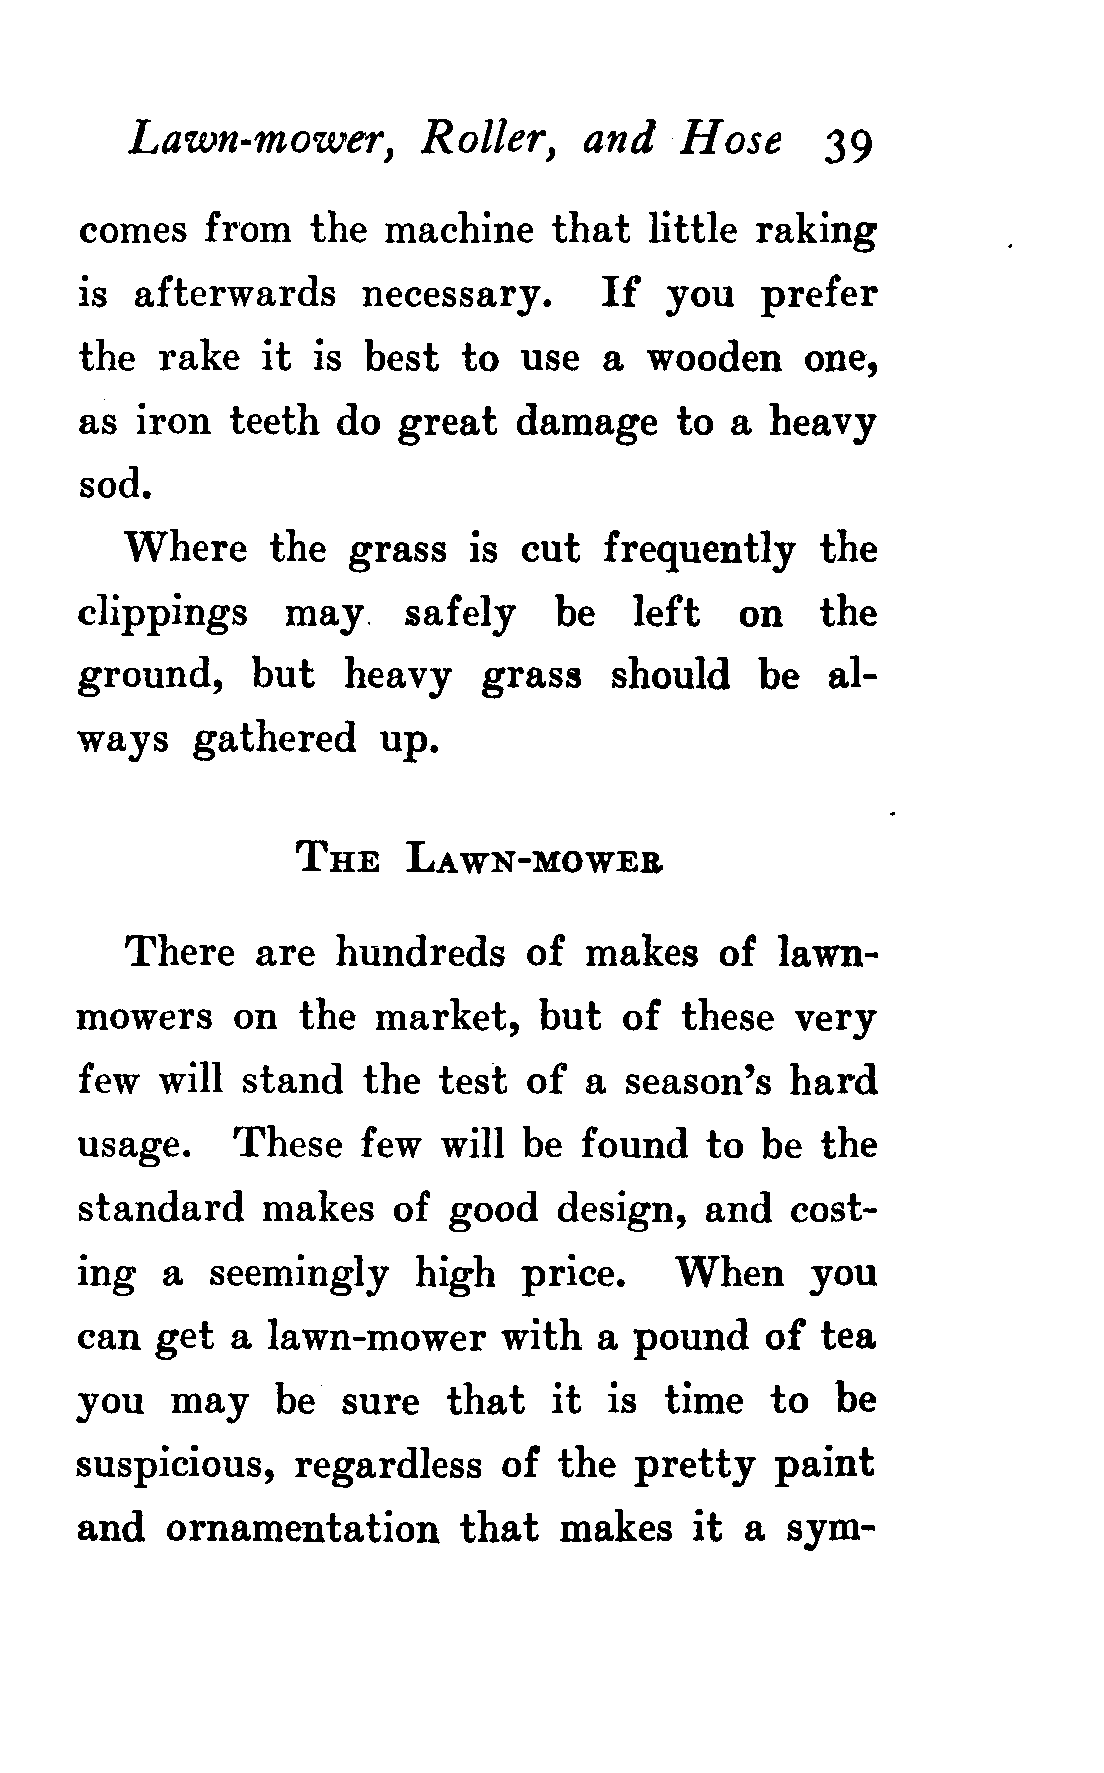 Lawn-mower, Roller, and Hose 39
comes from the machine that little raking
is afterwards necessary. If you prefer
the rake it is best to use a wooden one,
as iron teeth do great damage to a heavy
sod.
Where the grass is cut frequently the
clippings may safely be left on the
ground, but heavy grass should be al-
ways gathered up.
The Lawn-mower
There are hundreds of makes of lawn-
mowers on the market, but of these very
few will stand the test of a season's hard
usage. These few will be found to be the
standard makes of good design, and cost-
ing a seemingly high price. When you
can get a lawn-mower with a pound of tea
you may be sure that it is time to be
suspicious, regardless of the pretty paint
and ornamentation that makes it a sym-